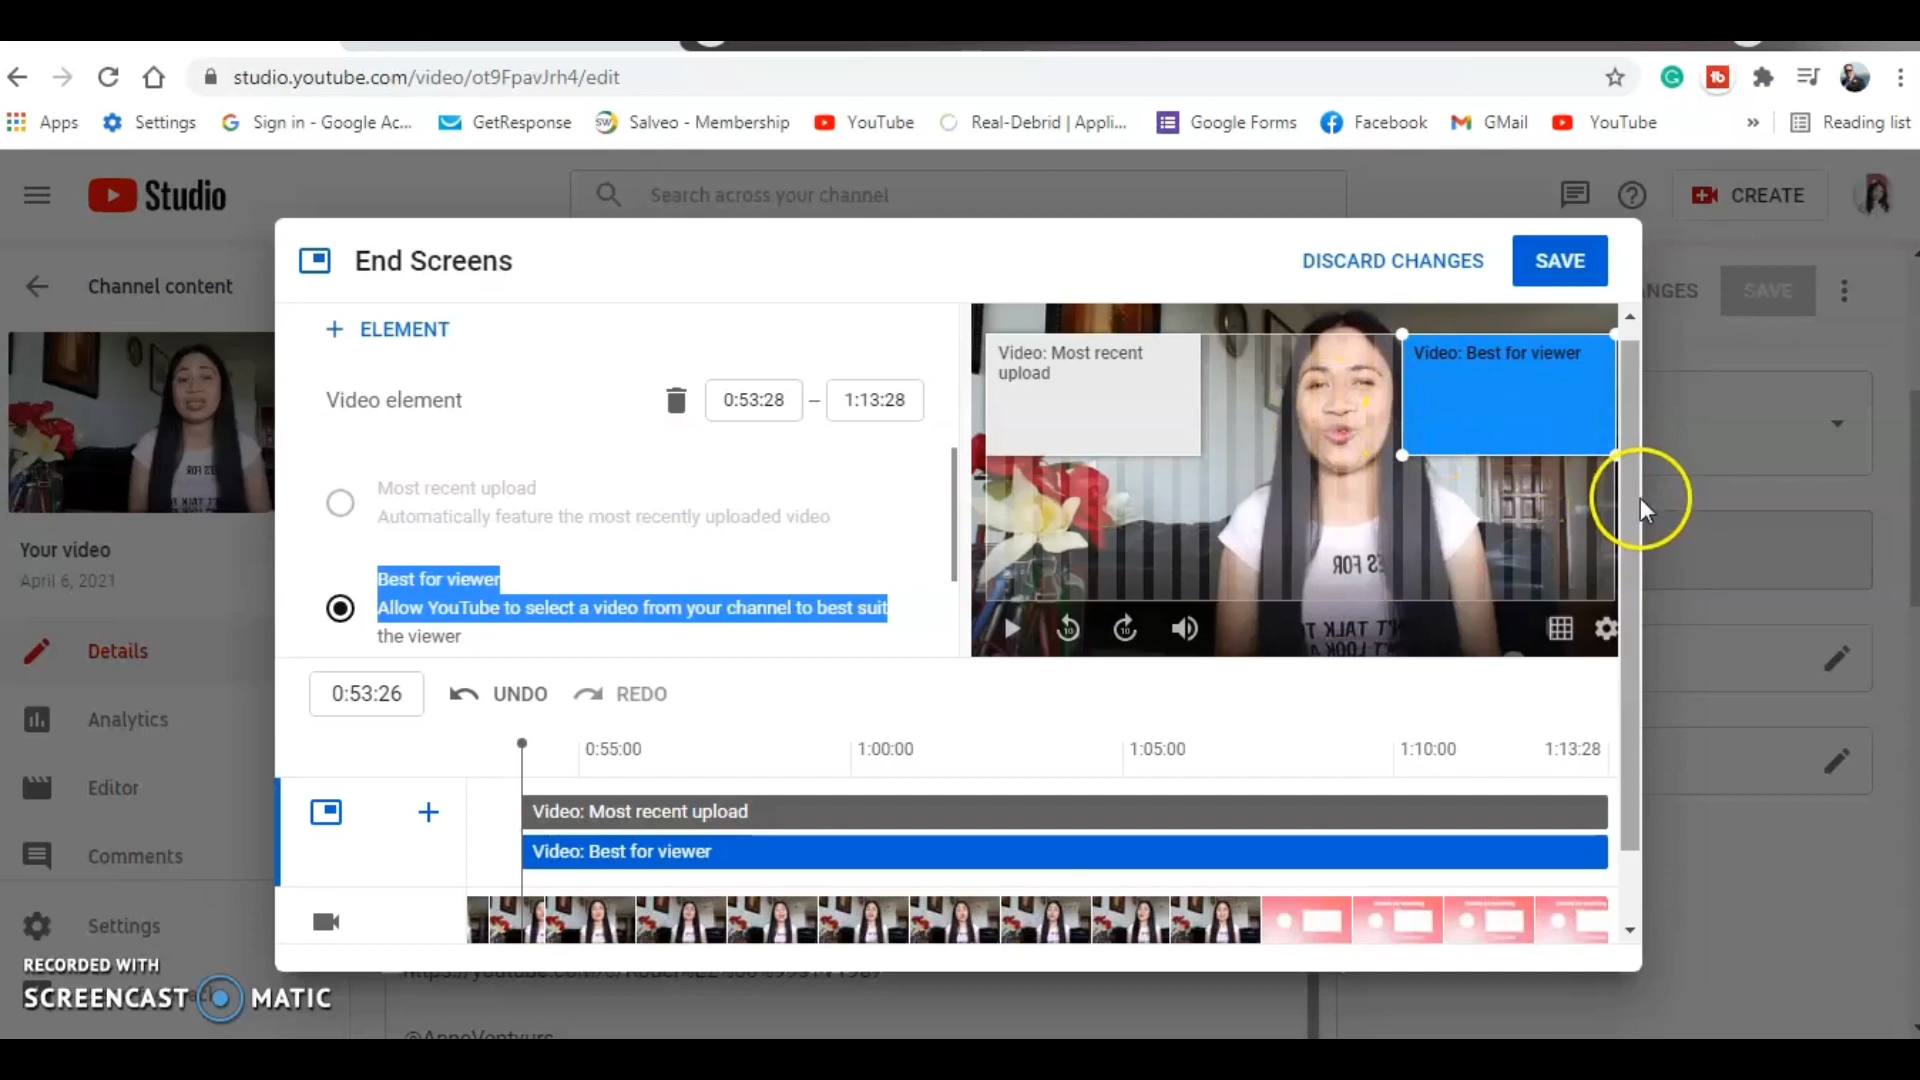 studio.youtube.com/video/ot9FpavJrh4/edit
Apps
Settings
Sign in - Google Ac...
GetResponse
Salveo - Membership
YouTube
Real-Debrid | Appli...
Google Forms
Facebook
GMail
YouTube
»
Reading list
Studio
Search across your channel
CREATE
End Screens
DISCARD CHANGES
SAVE
Channel content
NGES
SAVE
+ ELEMENT
Video element
0:53:28 – 1:13:28
Video: Most recent
upload
Video: Best for viewer
Most recent upload
Automatically feature the most recently uploaded video
Best for viewer
Allow YouTube to select a video from your channel to best suit
the viewer
Your video
April 6, 2021
Details
Analytics
Editor
Comments
Settings
0:53:26
UNDO
REDO
0:55:00
1:00:00
1:05:00
1:10:00
1:13:28
Video: Most recent upload
Video: Best for viewer
RECORDED WITH
SCREENCAST MATIC